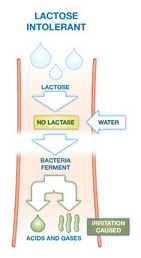 LACTOSE
INTOLERANT
LACTOSE
NO LACTASE
WATER
BACTERIA
FERMENT
ACIDS AND GASES
IRRITATION
CAUSED